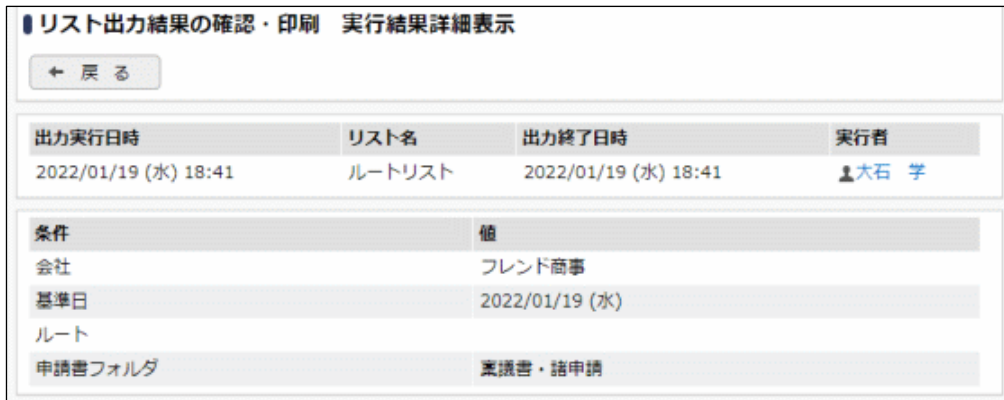 リスト出力結果の確認・印刷　実行結果詳細表示
戻る
出力実行日時 リスト名 出力終了日時 実行者
2022/01/19 (水) 18:41 ルートリスト 2022/01/19 (水) 18:41 大石　学
条件 値
会社 フレンド商事
基準日 2022/01/19 (水)
ルート
申請書フォルダ 稟議書・諸申請